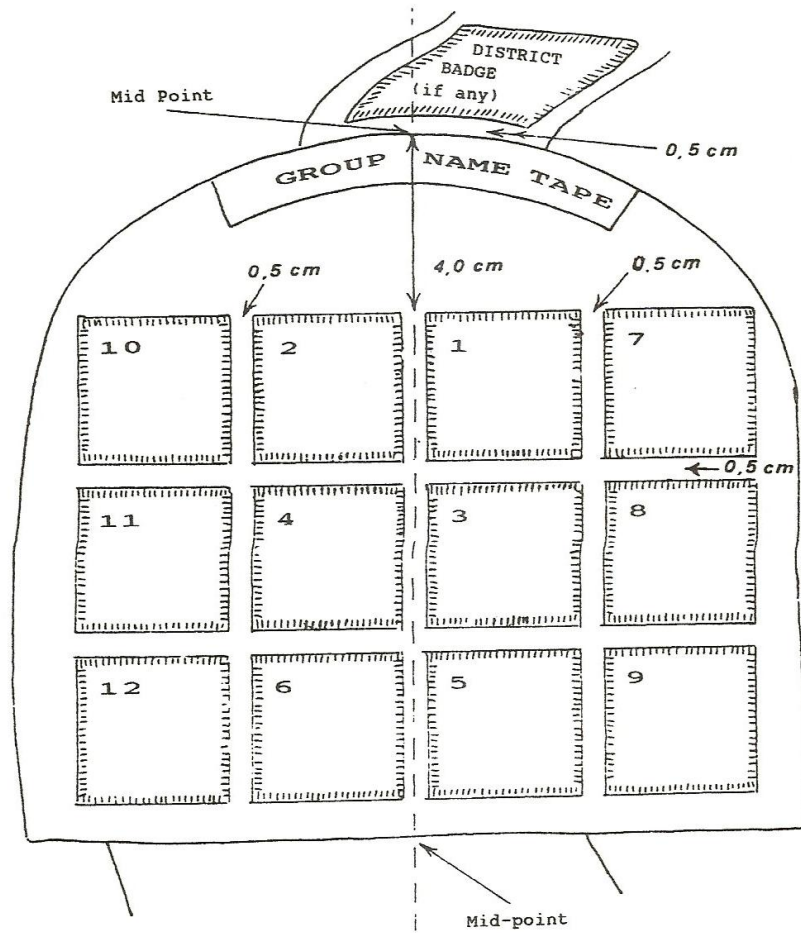 DISTRICT
BADGE
(if any)
Mid Point
0,5 cm
GROUP NAME TAPE
0,5 cm
4,0 cm
0,5 cm
10
2
1
7
0,5 cm
11
4
3
8
12
6
5
9
Mid-point